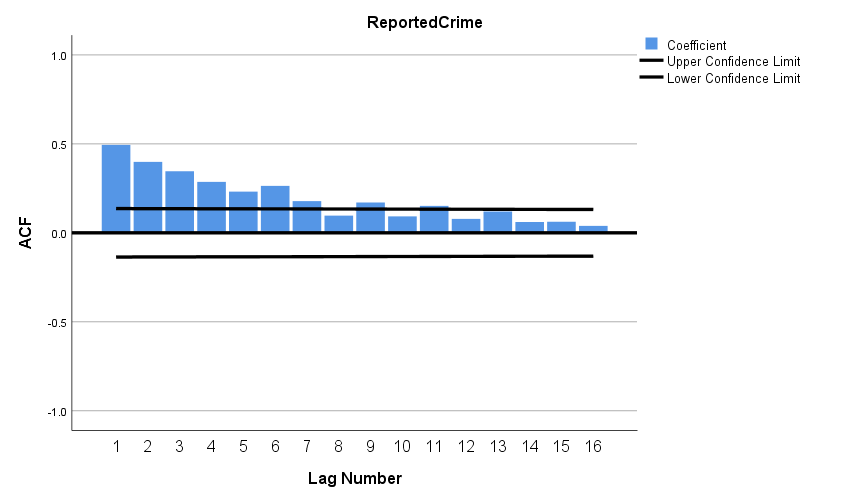 ReportedCrime
Coefficient
Upper Confidence Limit
Lower Confidence Limit
1.0
0.5
0.0
-0.5
-1.0
ACF
1 2 3 4 5 6 7 8 9 10 11 12 13 14 15 16
Lag Number